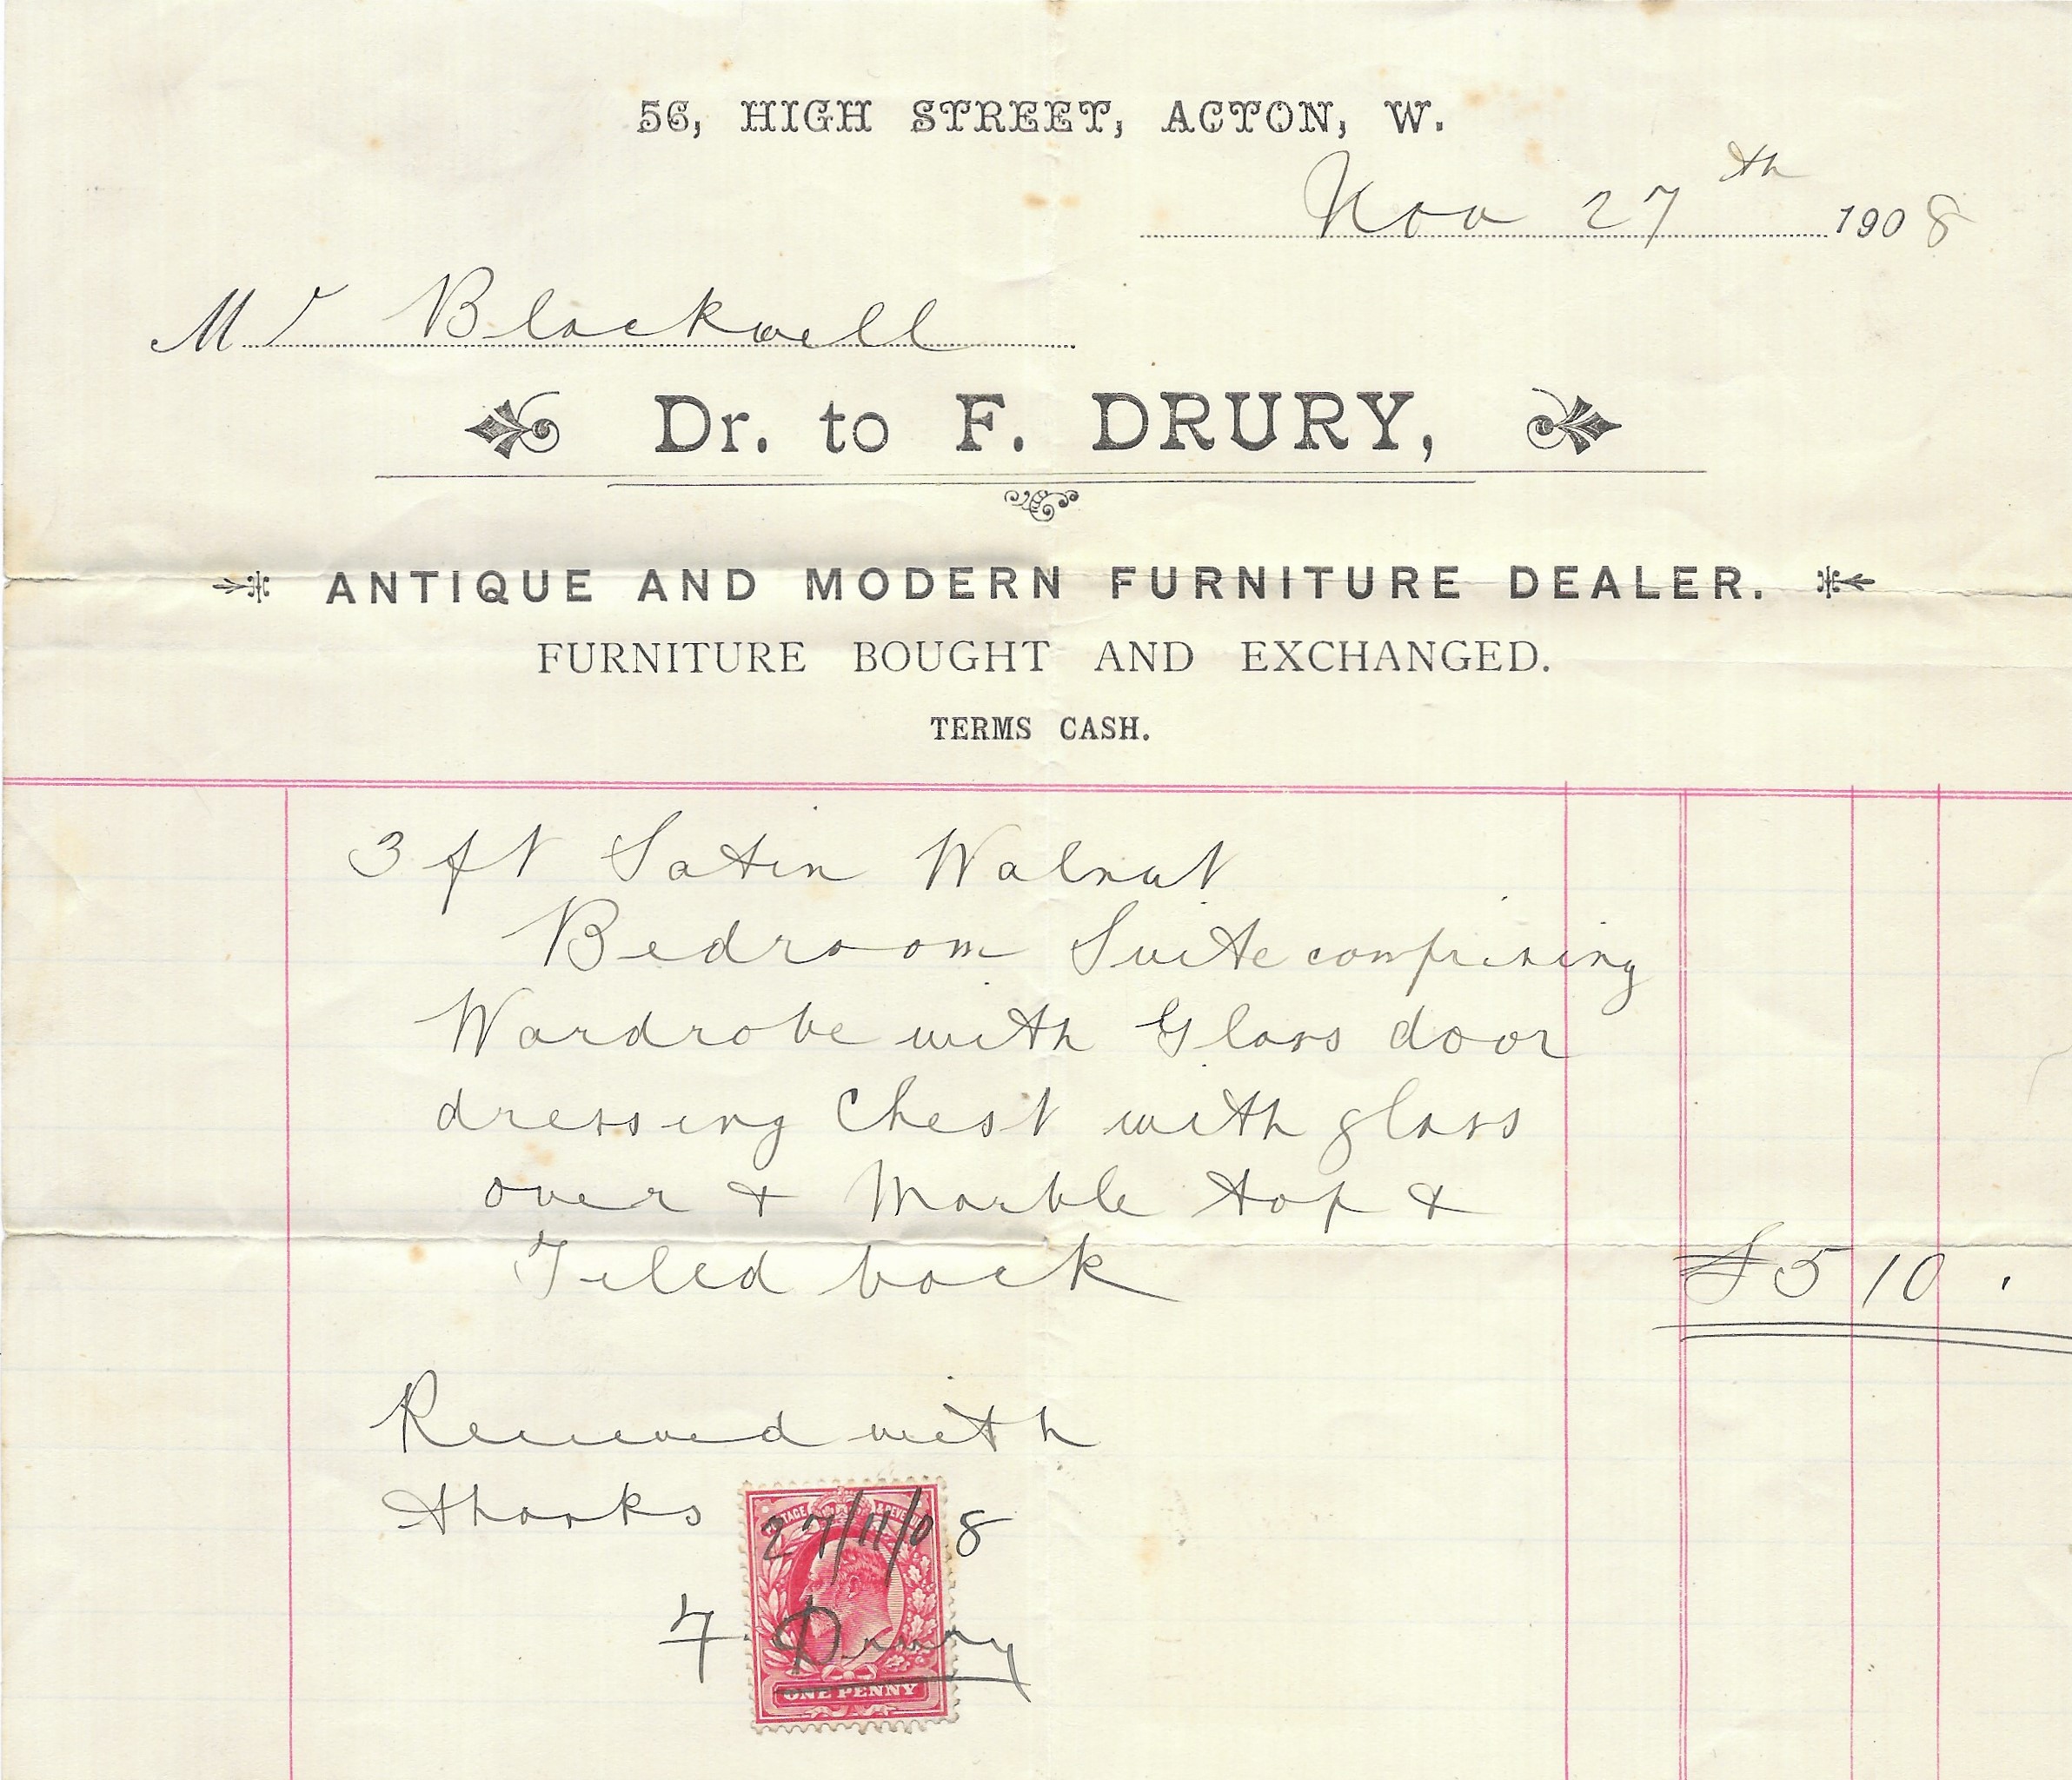 56, HIGH STREET, ACTON, W.
Nov 27th 1908
Mr Blackwell
Dr. to F. DRURY,
ANTIQUE AND MODERN FURNITURE DEALER.
FURNITURE BOUGHT AND EXCHANGED.
TERMS CASH.
3 ft Satin Walnut
Bedroom Suite comprising
Wardrobe with Glass door
dressing Chest with glass
over & Marble top &
Tiled back £5 10 .
Received with
thanks
POSTAGE & REVENUE
27/11/08
F. Drury
ONE PENNY